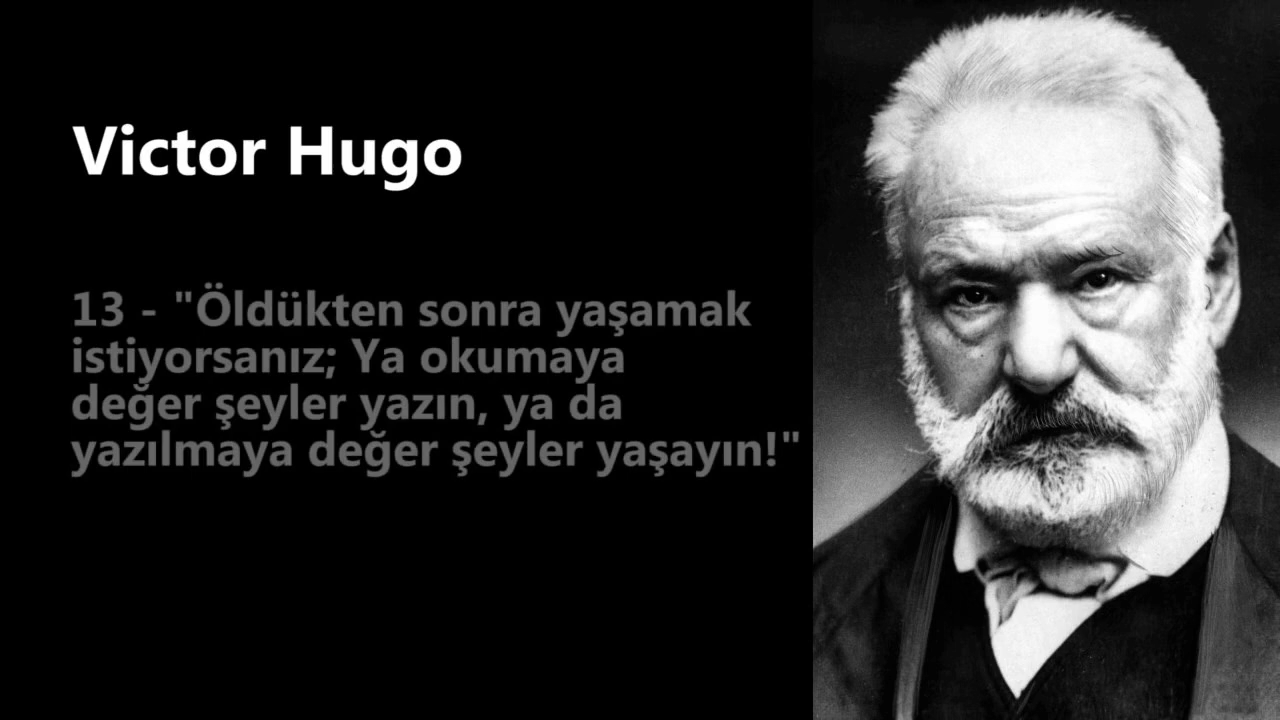 Victor Hugo
13 - "Öldükten sonra yaşamak
istiyorsanız; Ya okumaya
değer şeyler yazın, ya da
yazılmaya değer şeyler yaşayın!"